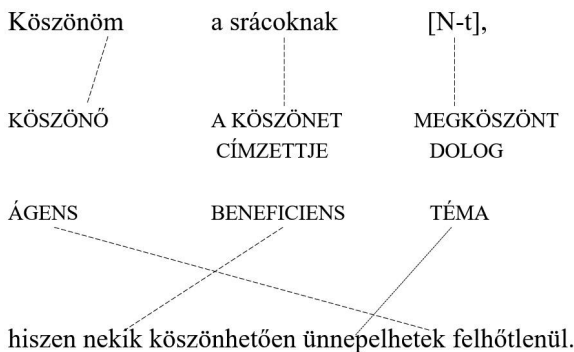 Köszönöm a srácoknak [N-t],
KÖSZÖNŐ A KÖSZÖNET MEGKÖSZÖNT
CÍMZETTJE DOLOG
ÁGENS BENEFICIENS TÉMA
hiszen nekik köszönhetően ünnepelhetek felhőtlenül.